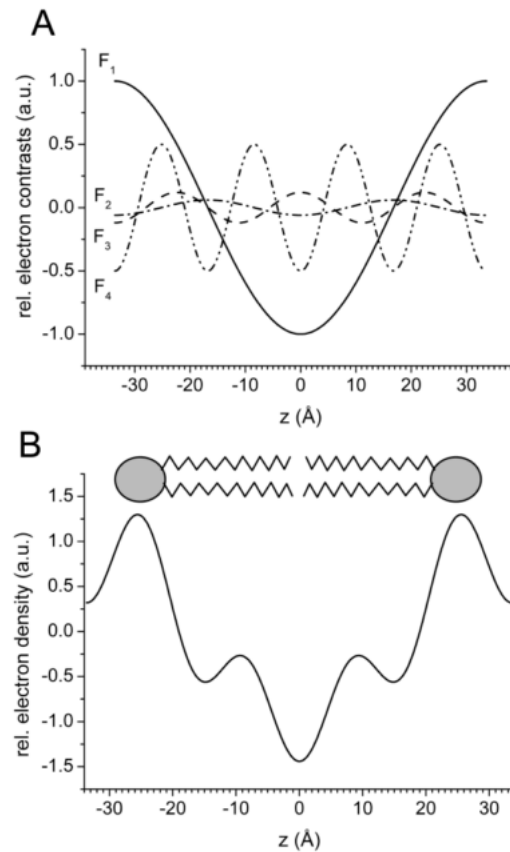 A
rel. electron contrasts (a.u.)
F1
1.0
0.5
F2
0.0
F3
-0.5
F4
-1.0
-30 -20 -10 0 10 20 30
z (Å)
B
rel. electron density (a.u.)
1.5
1.0
0.5
0.0
-0.5
-1.0
-1.5
-30 -20 -10 0 10 20 30
z (Å)